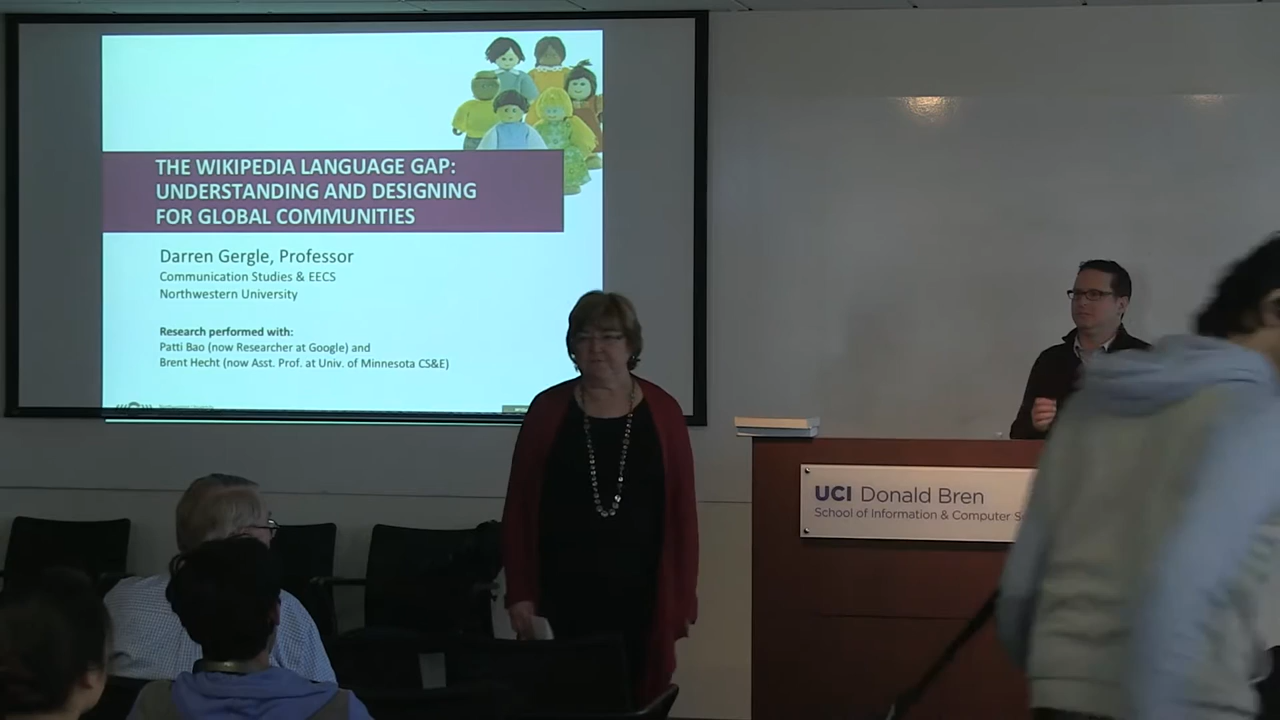 THE WIKIPEDIA LANGUAGE GAP:
UNDERSTANDING AND DESIGNING
FOR GLOBAL COMMUNITIES
Darren Gergle, Professor
Communication Studies & EECS
Northwestern University
Research performed with:
Patti Bao (now Researcher at Google) and
Brent Hecht (now Asst. Prof. at Univ. of Minnesota CS&E)
UCI Donald Bren
School of Information & Computer S